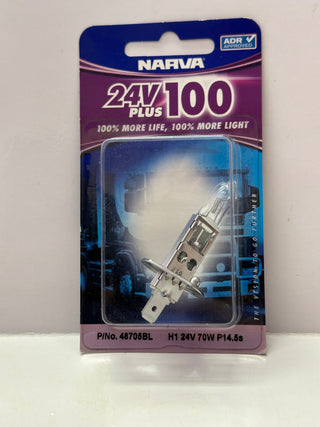 NARVA
ADR
APPROVED
24V
PLUS 100
100% MORE LIFE, 100% MORE LIGHT
THE VISION TO GO FURTHER
P/No. 48705BL H1 24V 70W P14.5s